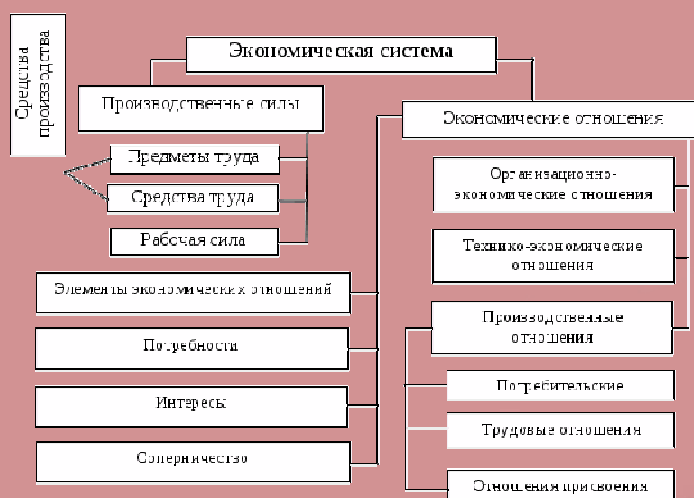 Средства
производства
Экономическая система
Производственные силы
Экономические отношения
Предметы труда
Средства труда
Рабочая сила
Организационно-
экономические отношения
Технико-экономические
отношения
Элементы экономических отношений
Производственные
отношения
Потребности
Потребительские
Интересы
Трудовые отношения
Соперничество
Отношения присвоения